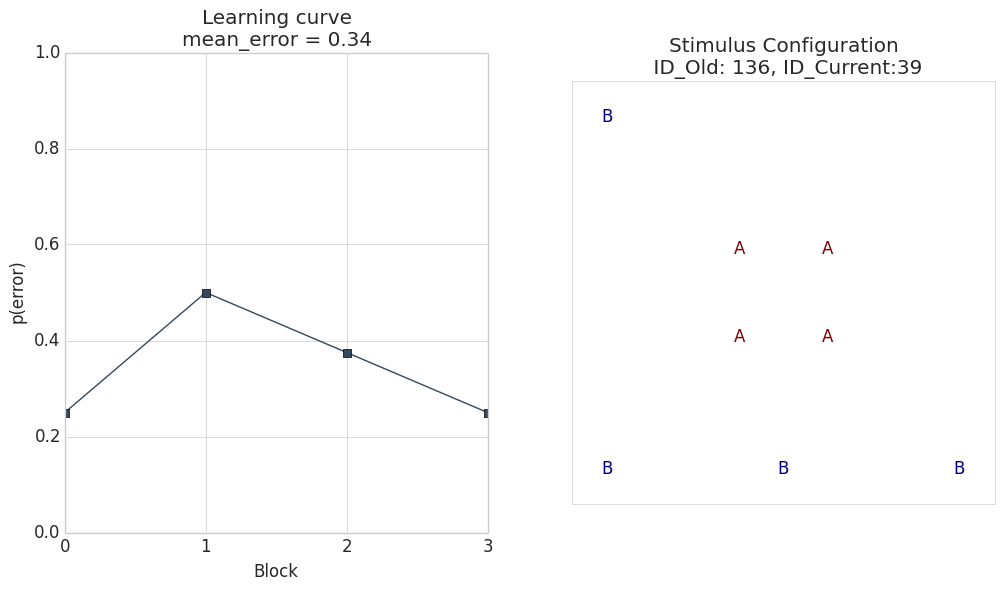 Learning curve
mean_error = 0.34
1.0
0.8
0.6
0.4
0.2
0.0
p(error)
0 1 2 3
Block
Stimulus Configuration
ID_Old: 136, ID_Current:39
B
A A
A A
B B B